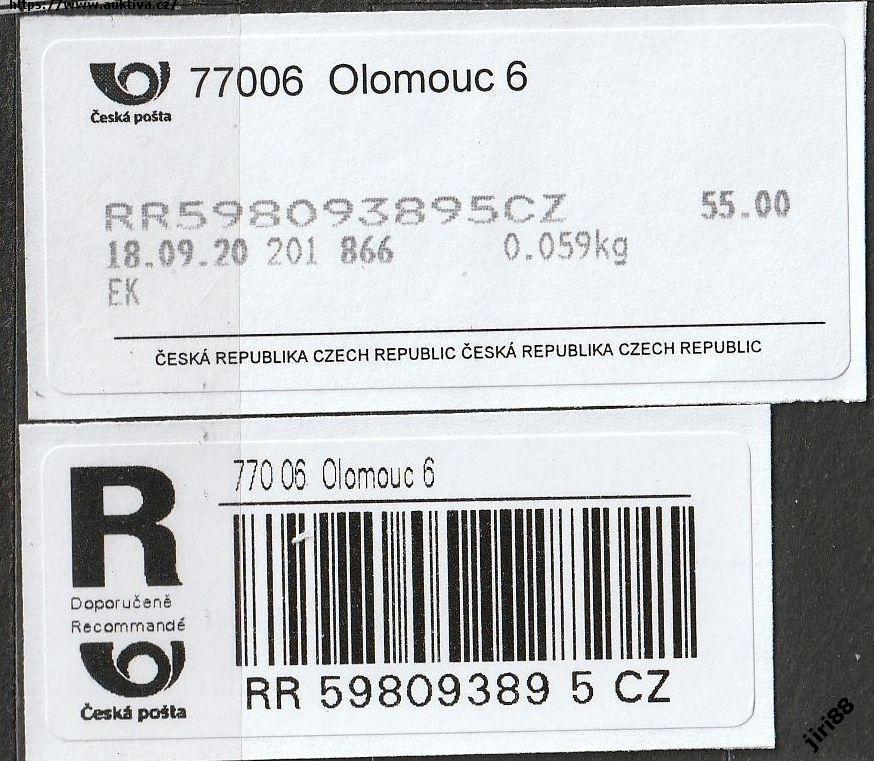 https://www.auktiva.cz/
77006 Olomouc 6
Česká pošta
RR598093895CZ 55.00
18.09.20 201 866 0.059kg
EK
ČESKÁ REPUBLIKA CZECH REPUBLIC ČESKÁ REPUBLIKA CZECH REPUBLIC
R
770 06 Olomouc 6
Doporučeně
Recommandé
Česká pošta
RR 59809389 5 CZ
jiri88